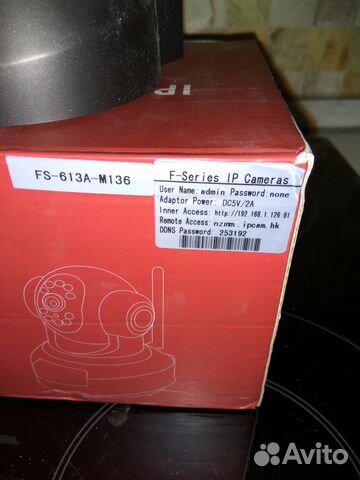 IP
FS-613A-M136
F-Series IP Cameras
User Name: admin Password: none
Adaptor Power: DC5V/2A
Inner Access: http://192.168.1.126:81
Remote Access: nzmm.ipcam.hk
DDNS Password: 253192
Avito